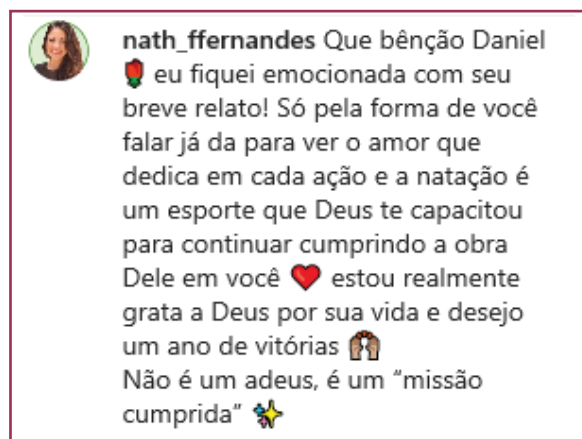 nath_ffernandes Que bênção Daniel
🌹 eu fiquei emocionada com seu
breve relato! Só pela forma de você
falar já da para ver o amor que
dedica em cada ação e a natação é
um esporte que Deus te capacitou
para continuar cumprindo a obra
Dele em você ❤️ estou realmente
grata a Deus por sua vida e desejo
um ano de vitórias 🙌🏽
Não é um adeus, é um “missão
cumprida” ✨